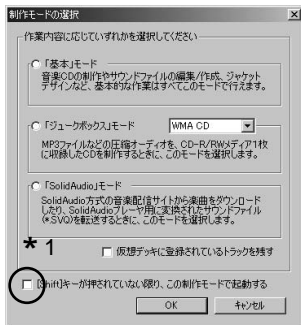 制作モードの選択
作業内容に応じていずれかを選択してください
「基本」モード
音楽CDの制作やサウンドファイルの編集/作成、ジャケット
デザインなど、基本的な作業はすべてこのモードで行えます。
「ジュークボックス」モード
WMA CD
MP3ファイルなどの圧縮オーディオを、CD-R/RWメディア1枚
に収録したCDを制作するときに、このモードを選択します。
「SolidAudio」モード
SolidAudio方式の音楽配信サイトから楽曲をダウンロード
したり、SolidAudioプレーヤ用に変換されたサウンドファイル
(*.SVQ)を転送するときに、このモードを選択します。
*1
仮想デッキに登録されているトラックを残す
[Shift]キーが押されていない限り、この制作モードで起動する
OK
キャンセル